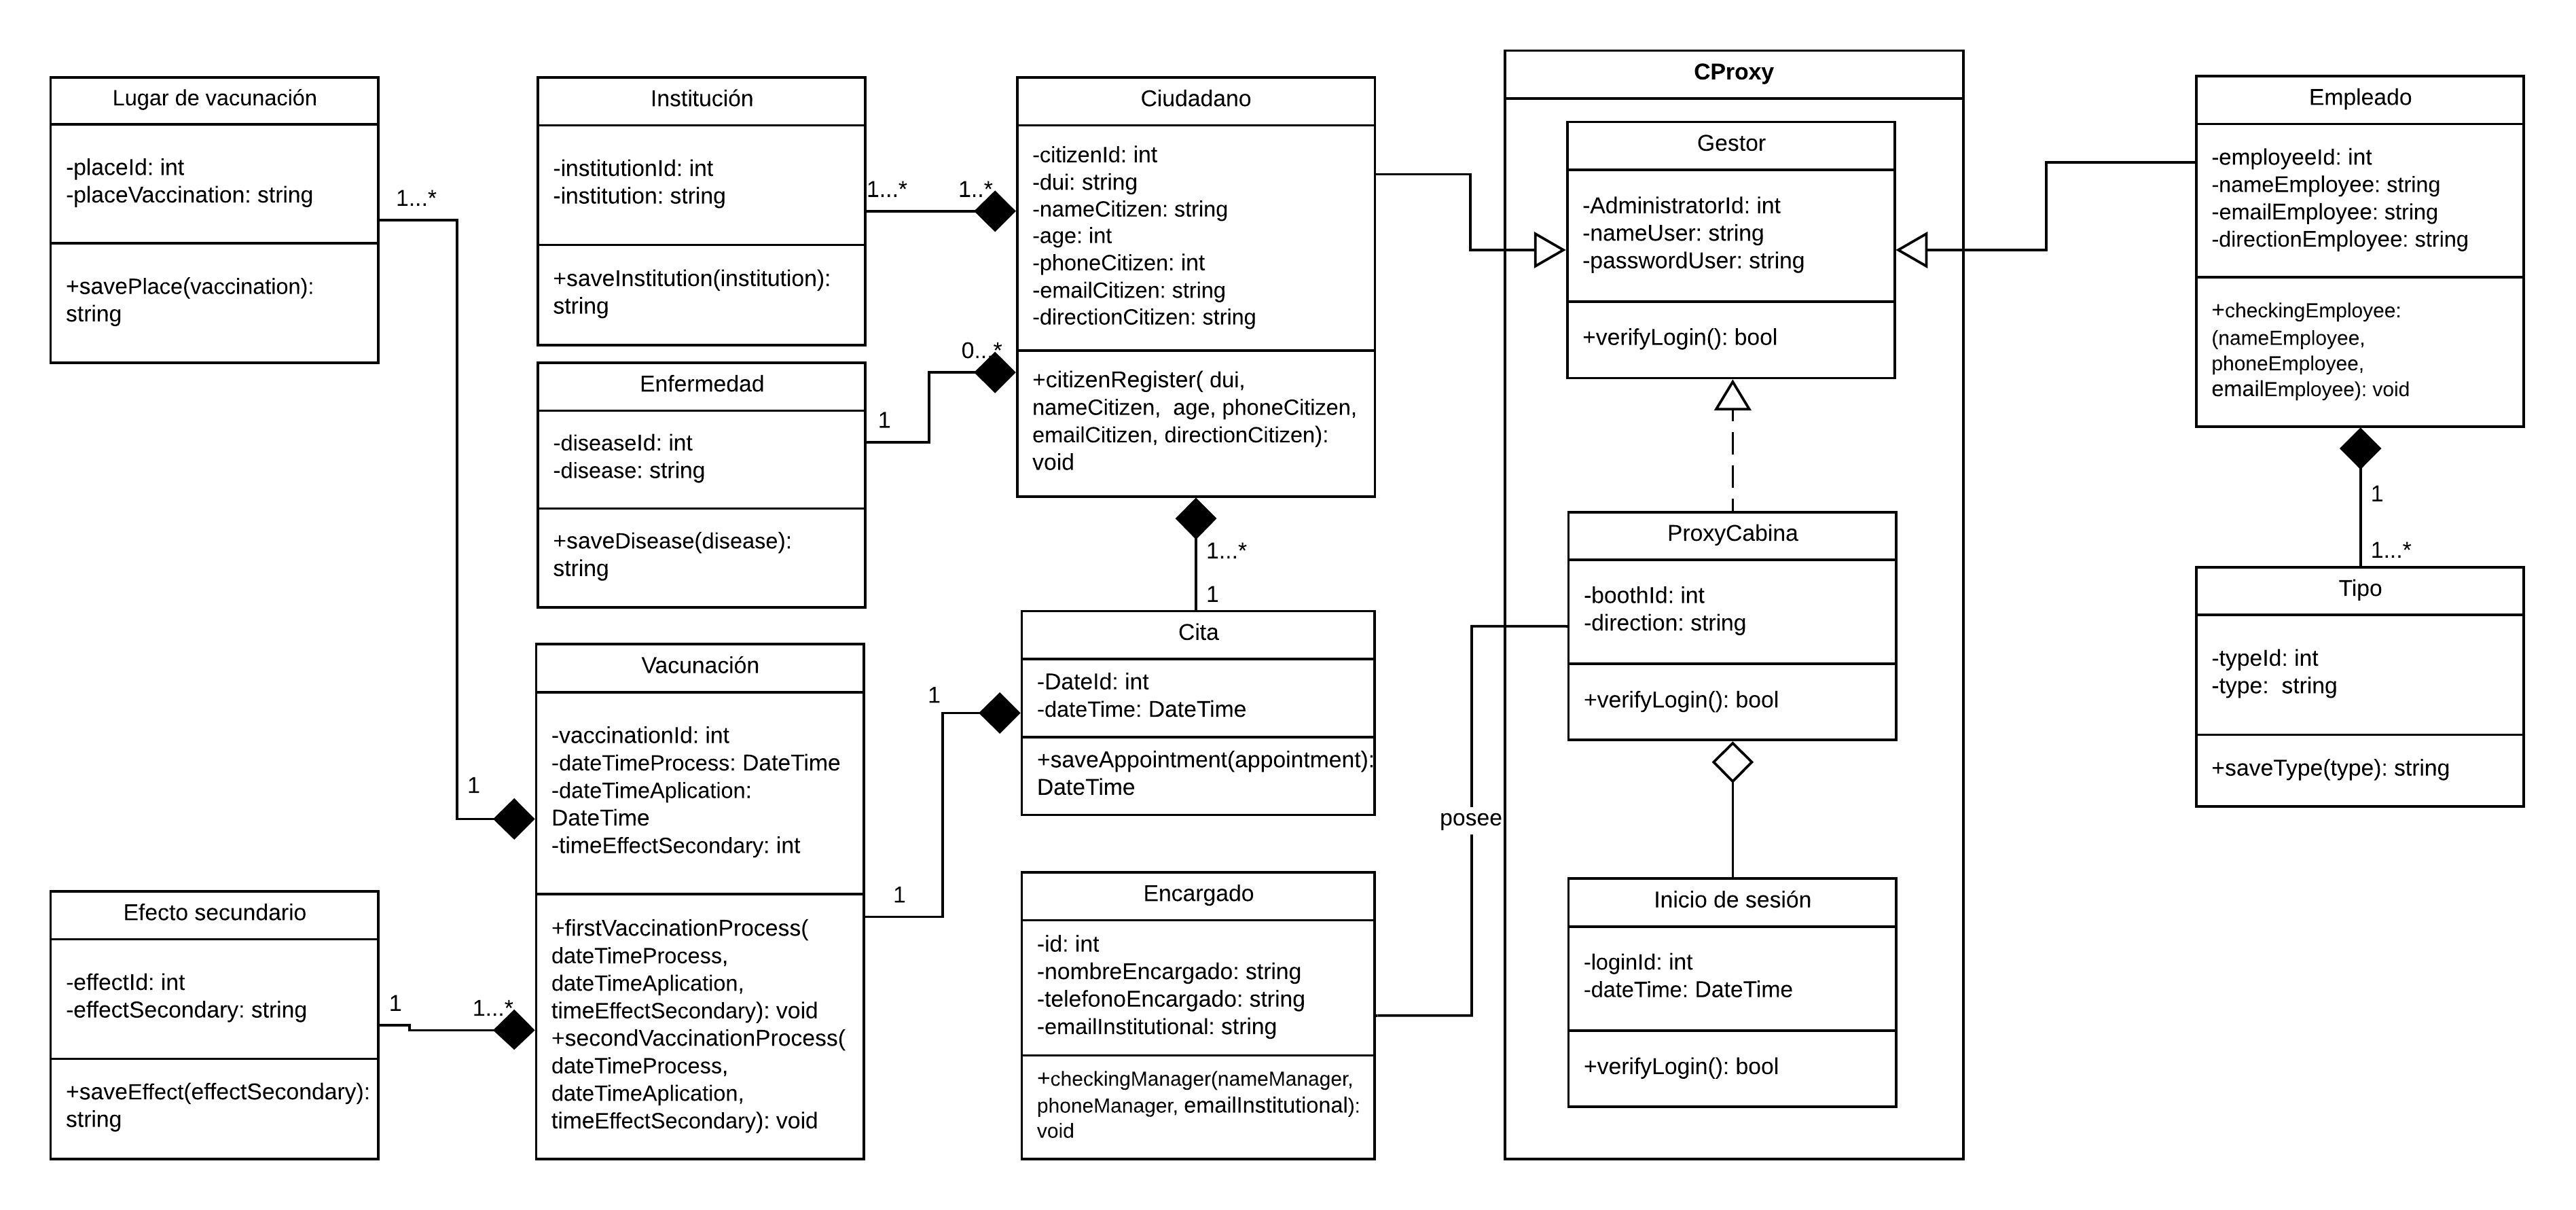 Lugar de vacunación
-placeId: int
-placeVaccination: string
+savePlace(vaccination):
string
1...*
1
Institución
-institutionId: int
-institution: string
+saveInstitution(institution):
string
1...*
1..*
Enfermedad
-diseaseId: int
-disease: string
+saveDisease(disease):
string
1
0...*
Ciudadano
-citizenId: int
-dui: string
-nameCitizen: string
-age: int
-phoneCitizen: int
-emailCitizen: string
-directionCitizen: string
+citizenRegister( dui,
nameCitizen,  age, phoneCitizen,
emailCitizen, directionCitizen):
void
1...*
1
Cita
-DateId: int
-dateTime: DateTime
+saveAppointment(appointment):
DateTime
1
1
Vacunación
-vaccinationId: int
-dateTimeProcess: DateTime
-dateTimeAplication:
DateTime
-timeEffectSecondary: int
+firstVaccinationProcess(
dateTimeProcess,
dateTimeAplication,
timeEffectSecondary): void
+secondVaccinationProcess(
dateTimeProcess,
dateTimeAplication,
timeEffectSecondary): void
Efecto secundario
-effectId: int
-effectSecondary: string
+saveEffect(effectSecondary):
string
1
1...*
Encargado
-id: int
-nombreEncargado: string
-telefonoEncargado: string
-emailInstitutional: string
+checkingManager(nameManager,
phoneManager, emailInstitutional):
void
posee
CProxy
Gestor
-AdministratorId: int
-nameUser: string
-passwordUser: string
+verifyLogin(): bool
ProxyCabina
-boothId: int
-direction: string
+verifyLogin(): bool
Inicio de sesión
-loginId: int
-dateTime: DateTime
+verifyLogin(): bool
Empleado
-employeeId: int
-nameEmployee: string
-emailEmployee: string
-directionEmployee: string
+checkingEmployee:
(nameEmployee,
phoneEmployee,
emailEmployee): void
1
1...*
Tipo
-typeId: int
-type:  string
+saveType(type): string